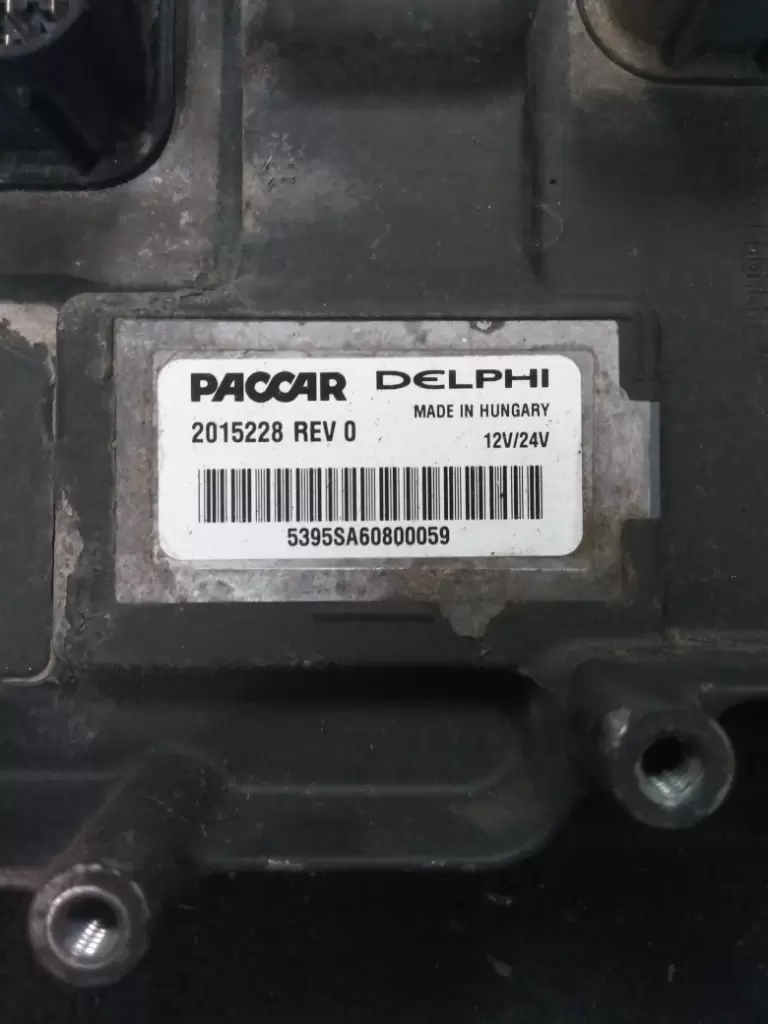 PACCAR DELPHI
MADE IN HUNGARY
2015228 REV 0
12V/24V
5395SA60800059